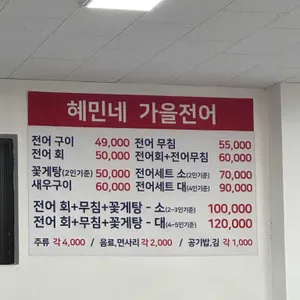 혜민네 가을전어
전어 구이 49,000 전어 무침 55,000
전어 회 50,000 전어회+전어무침 60,000
꽃게탕(2인기준) 50,000 전어세트 소(2인기준) 70,000
새우구이 60,000 전어세트 대(4인기준) 90,000
전어 회+무침+꽃게탕 - 소(2~3인기준) 100,000
전어 회+무침+꽃게탕 - 대(4~5인기준) 120,000
주류 각 4,000 / 음료,면사리 각 2,000 / 공기밥,김 각 1,000